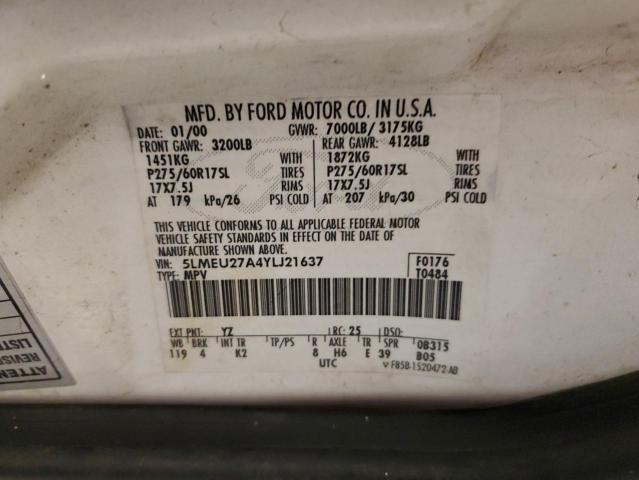 MFD. BY FORD MOTOR CO. IN U.S.A.
DATE: 01/00 GVWR: 7000LB/ 3175KG
FRONT GAWR: 3200LB REAR GAWR: 4128LB
1451KG WITH 1872KG WITH
P275/60R17SL TIRES P275/60R17SL TIRES
17X7.5J RIMS 17X7.5J RIMS
AT 179 kPa/26 PSI COLD AT 207 kPa/30 PSI COLD
THIS VEHICLE CONFORMS TO ALL APPLICABLE FEDERAL MOTOR
VEHICLE SAFETY STANDARDS IN EFFECT ON THE DATE OF
MANUFACTURE SHOWN ABOVE.
VIN: 5LMEU27A4YLJ21637 F0176
TYPE: MPV T0484
EXT PNT: YZ RC: 25 DSO:
WB BRK INT TR TP/PS R AXLE TR SPR 0B315
119 4 K2 8 H6 E 39 B05
UTC F85B-1520472-AB
ATTEN
REVIS
LIST